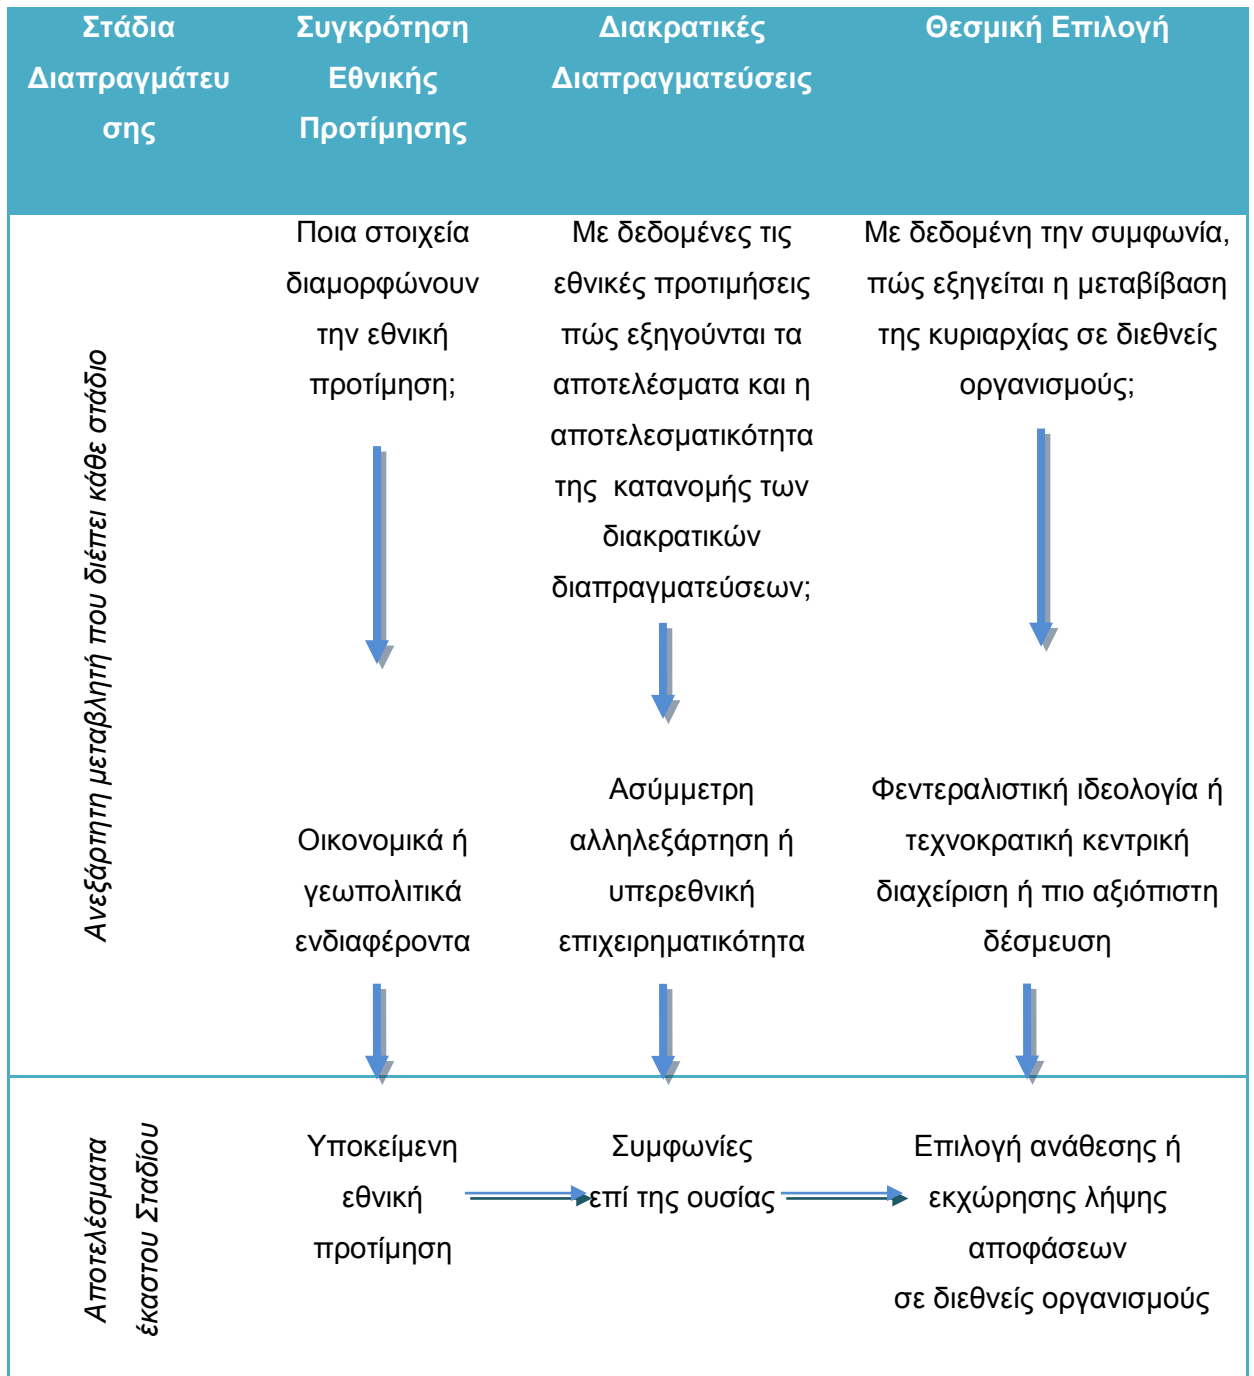 Στάδια
Διαπραγμάτευ
σης
Συγκρότηση
Εθνικής
Προτίμησης
Διακρατικές
Διαπραγματεύσεις
Θεσμική Επιλογή
Ανεξάρτητη μεταβλητή που διέπει κάθε στάδιο
Ποια στοιχεία
διαμορφώνουν
την εθνική
προτίμηση;
Με δεδομένες τις
εθνικές προτιμήσεις
πώς εξηγούνται τα
αποτελέσματα και η
αποτελεσματικότητα
της κατανομής των
διακρατικών
διαπραγματεύσεων;
Με δεδομένη την συμφωνία,
πώς εξηγείται η μεταβίβαση
της κυριαρχίας σε διεθνείς
οργανισμούς;
Οικονομικά ή
γεωπολιτικά
ενδιαφέροντα
Ασύμμετρη
αλληλεξάρτηση ή
υπερεθνική
επιχειρηματικότητα
Φεντεραλιστική ιδεολογία ή
τεχνοκρατική κεντρική
διαχείριση ή πιο αξιόπιστη
δέσμευση
Αποτελέσματα
έκαστου Σταδίου
Υποκείμενη
εθνική
προτίμηση
Συμφωνίες
επί της ουσίας
Επιλογή ανάθεσης ή
εκχώρησης λήψης
αποφάσεων
σε διεθνείς οργανισμούς